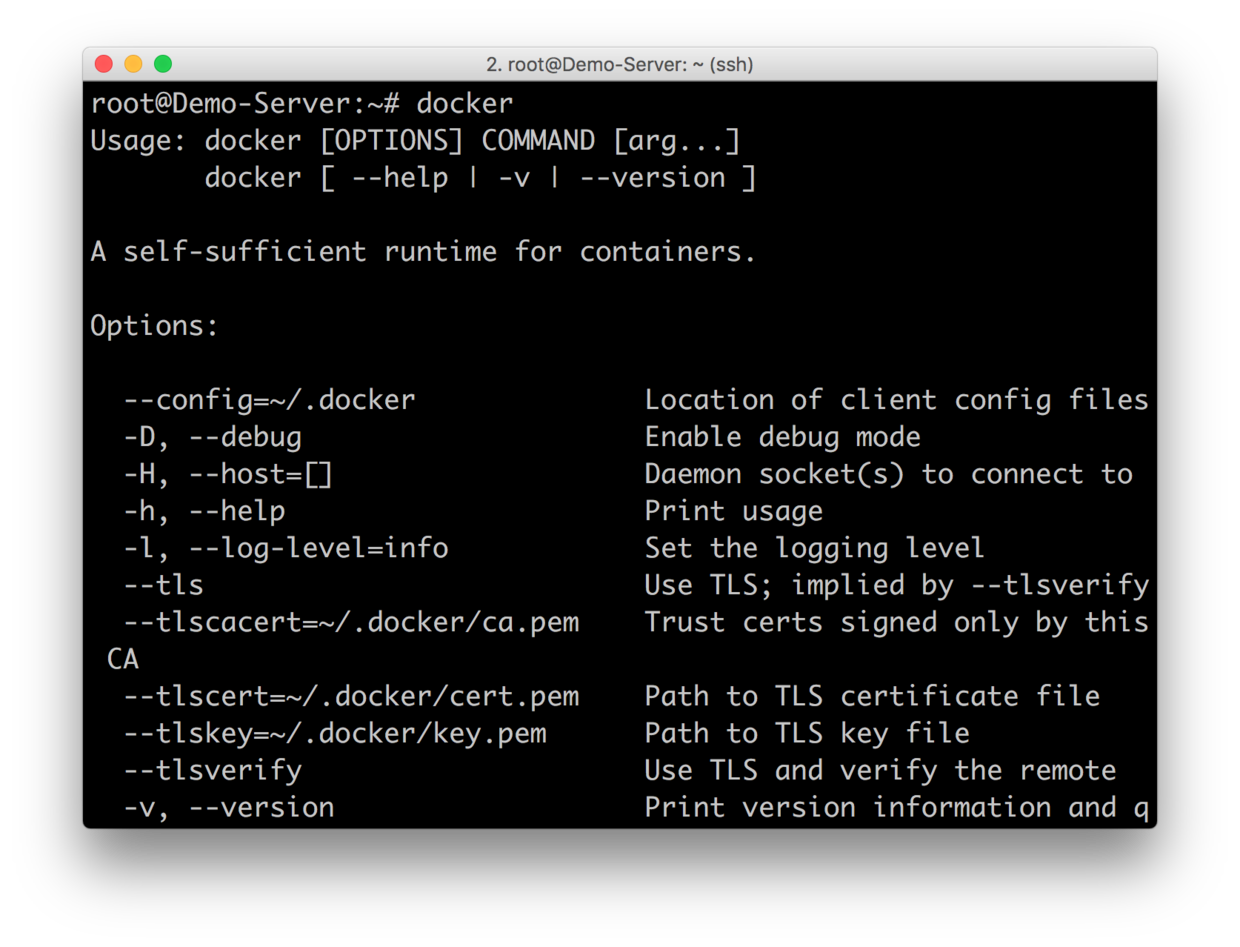 2. root@Demo-Server: ~ (ssh)
root@Demo-Server:~# docker
Usage: docker [OPTIONS] COMMAND [arg...]
       docker [ --help | -v | --version ]

A self-sufficient runtime for containers.

Options:

  --config=~/.docker              Location of client config files
  -D, --debug                     Enable debug mode
  -H, --host=[]                   Daemon socket(s) to connect to
  -h, --help                      Print usage
  -l, --log-level=info            Set the logging level
  --tls                           Use TLS; implied by --tlsverify
  --tlscacert=~/.docker/ca.pem    Trust certs signed only by this
 CA
  --tlscert=~/.docker/cert.pem    Path to TLS certificate file
  --tlskey=~/.docker/key.pem      Path to TLS key file
  --tlsverify                     Use TLS and verify the remote
  -v, --version                   Print version information and q